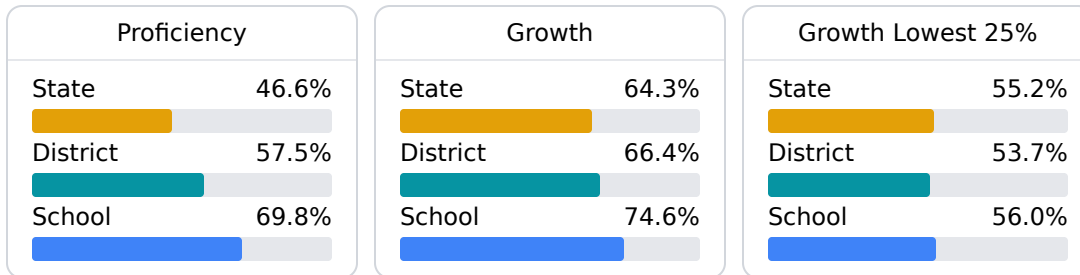 Proficiency
State 46.6%
District 57.5%
School 69.8%
Growth
State 64.3%
District 66.4%
School 74.6%
Growth Lowest 25%
State 55.2%
District 53.7%
School 56.0%